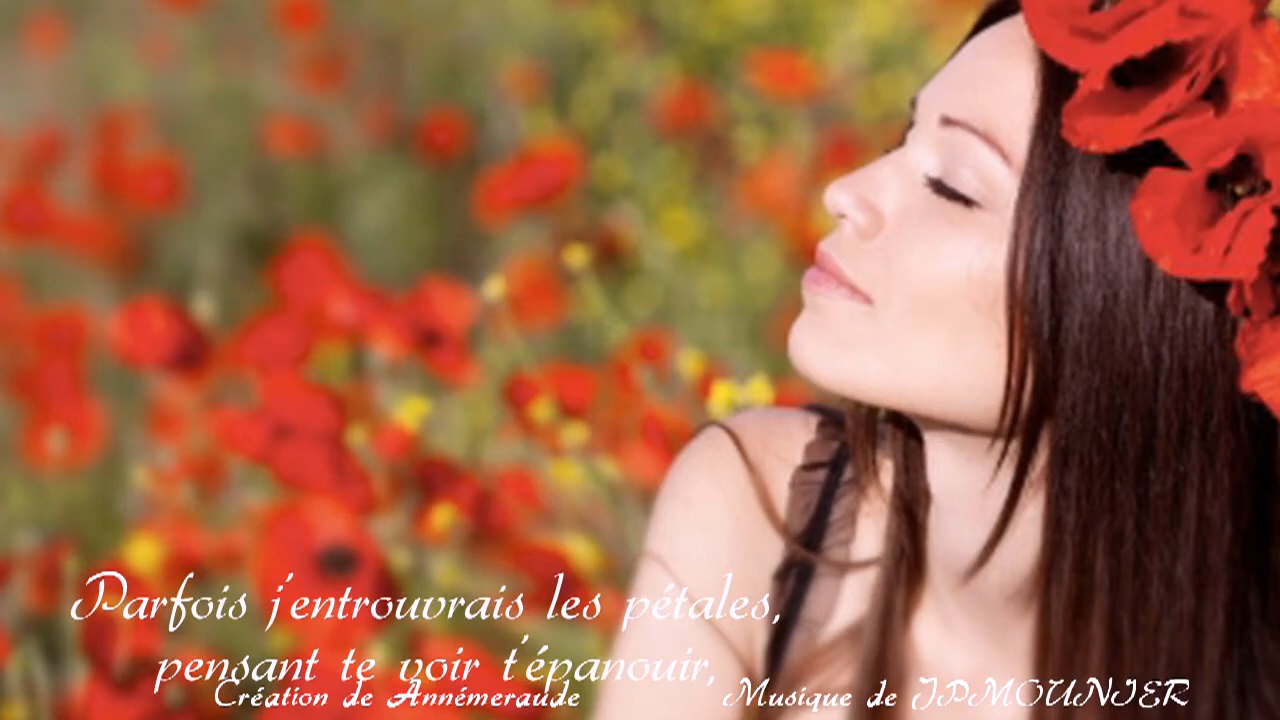 Parfois j'entrouvrais les pétales,
pensant te voir t'épanouir,
Création de Annémeraude Musique de JPMOUNIER